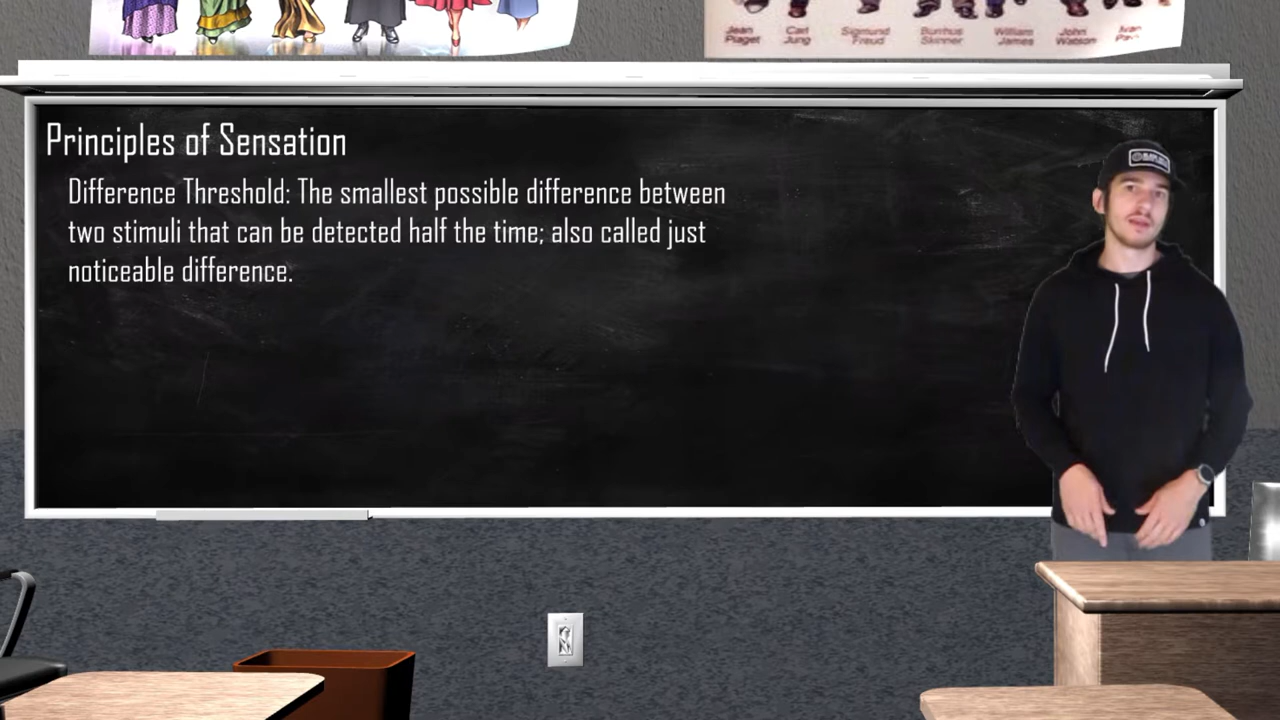 Jean Carl Sigmund Burrhus William John Ivan
Piaget Jung Freud Skinner James Watson
Principles of Sensation
Difference Threshold: The smallest possible difference between
two stimuli that can be detected half the time; also called just
noticeable difference.